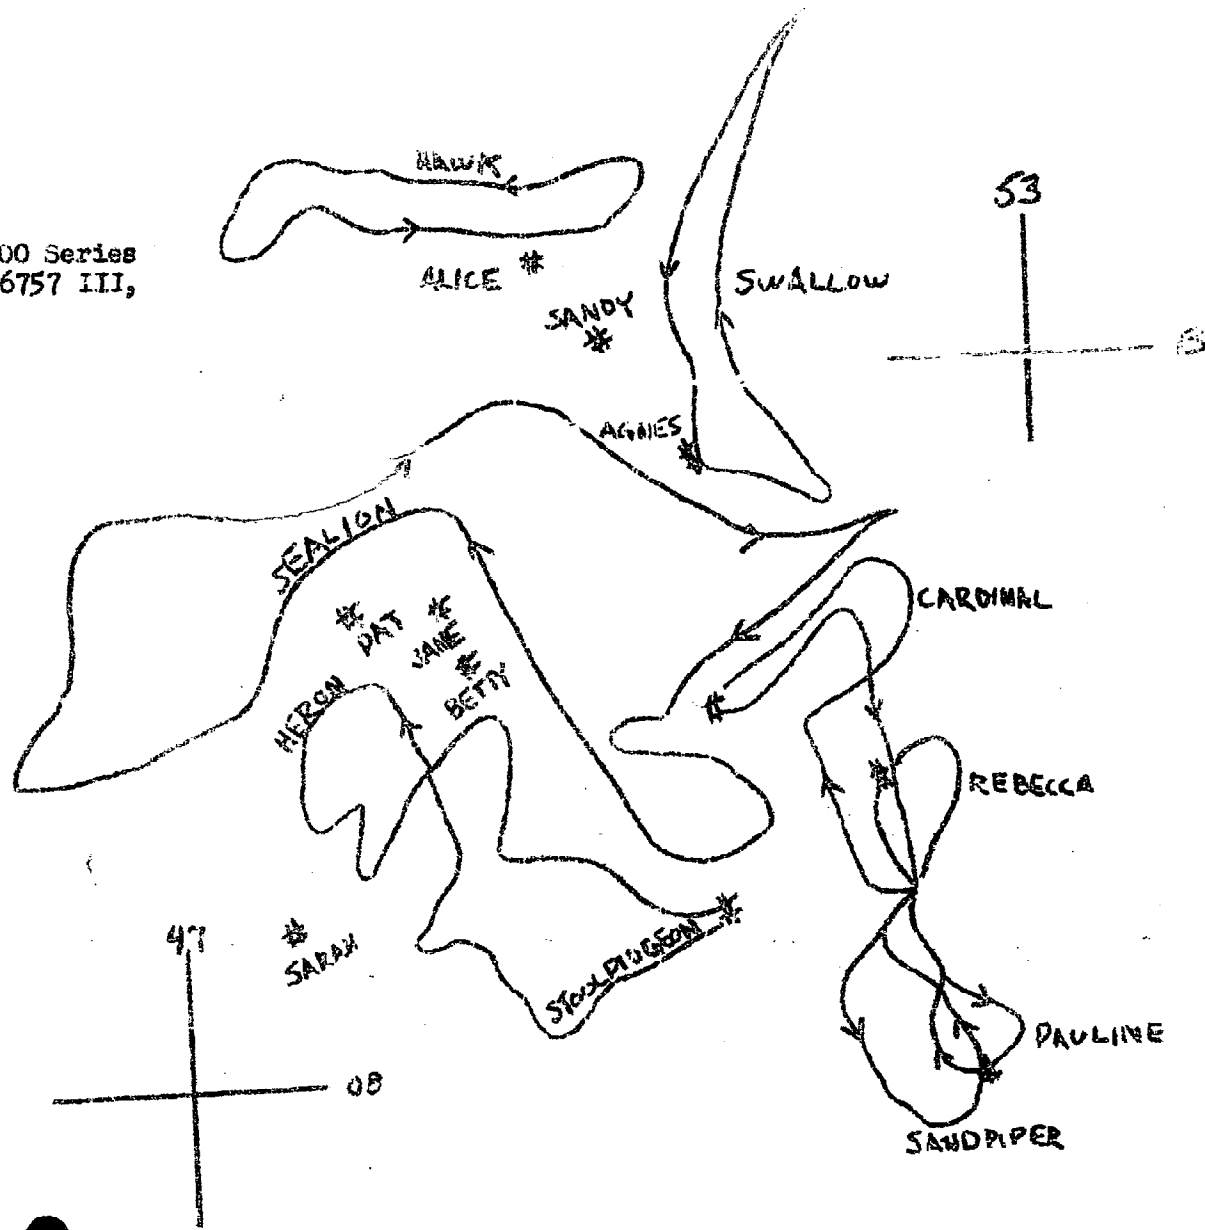 HAWK
53
00 Series
6757 III,
ALICE
SANDY
SWALLOW
AGNES
SEALION
CARDINAL
PAT
JANE
BETTY
HERON
REBECCA
STOOLPIDGEON
47
SARAH
PAULINE
08
SANDPIPER